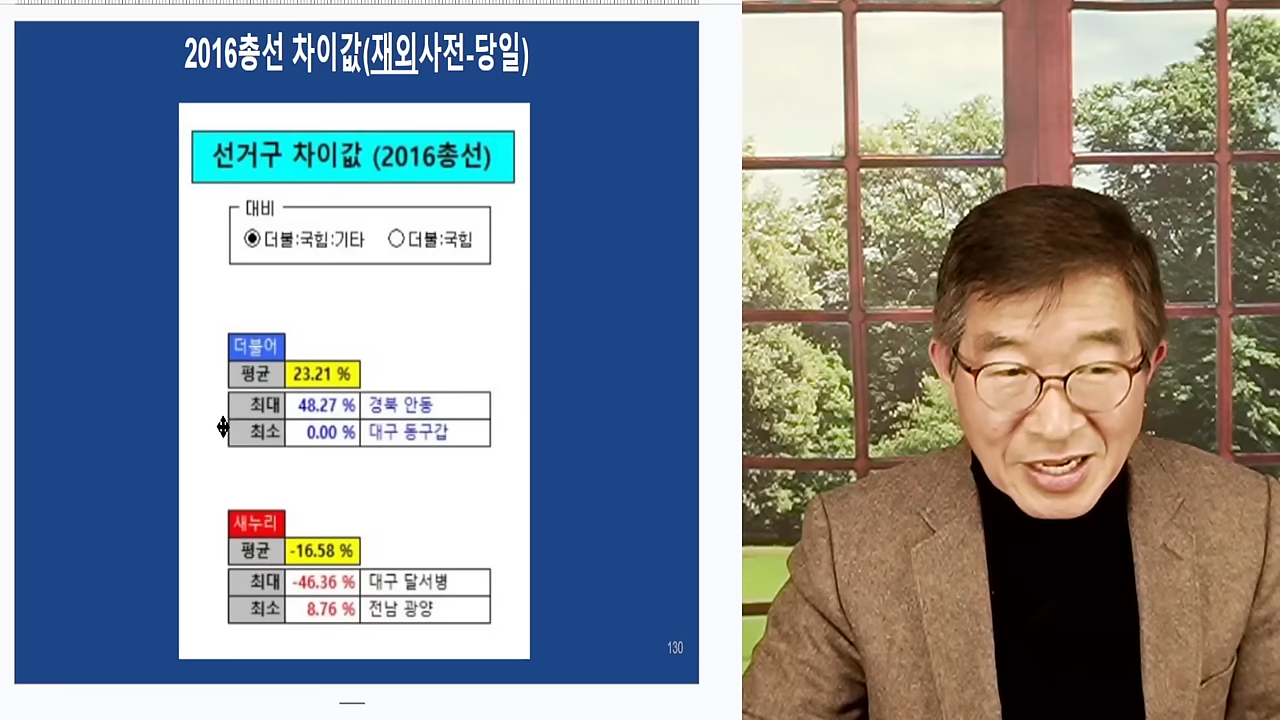 2016총선 차이값(재외사전-당일)
선거구 차이값 (2016총선)
대비
더불:국힘:기타 더불:국힘
더불어
평균 23.21 %
최대 48.27 % 경북 안동
최소 0.00 % 대구 동구갑
새누리
평균 -16.58 %
최대 -46.36 % 대구 달서병
최소 8.76 % 전남 광양
130